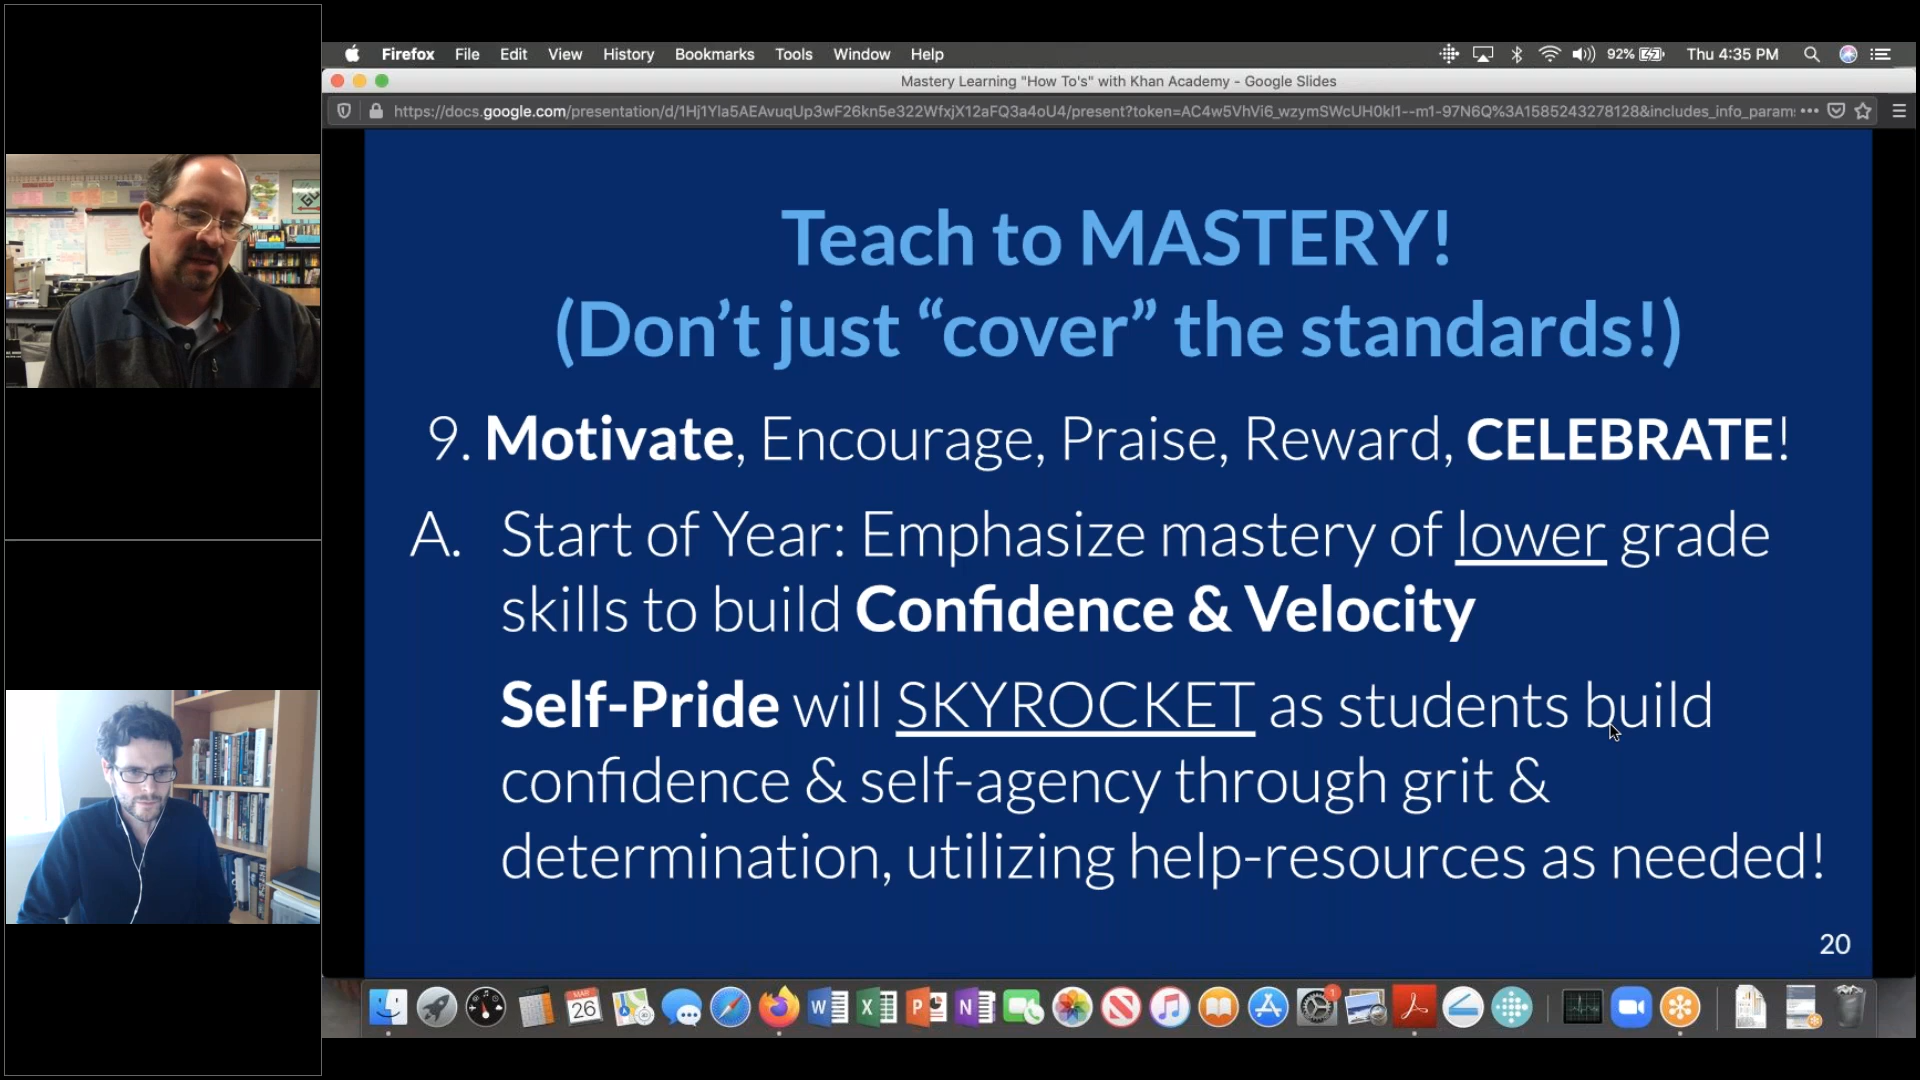 Firefox File Edit View History Bookmarks Tools Window Help
92% Thu 4:35 PM
Mastery Learning "How To's" with Khan Academy - Google Slides
https://docs.google.com/presentation/d/1Hj1Yla5AEAvuqUp3wF26kn5e322WfxjX12aFQ3a4oU4/present?token=AC4w5VhVi6_wzymSWcUH0kI1--m1-97N6Q%3A1585243278128&includes_info_param
Teach to MASTERY!
(Don’t just “cover” the standards!)
9. Motivate, Encourage, Praise, Reward, CELEBRATE!
A. Start of Year: Emphasize mastery of lower grade
skills to build Confidence & Velocity
Self-Pride will SKYROCKET as students build
confidence & self-agency through grit &
determination, utilizing help-resources as needed!
20
MAR
26
W
X
P
N
1